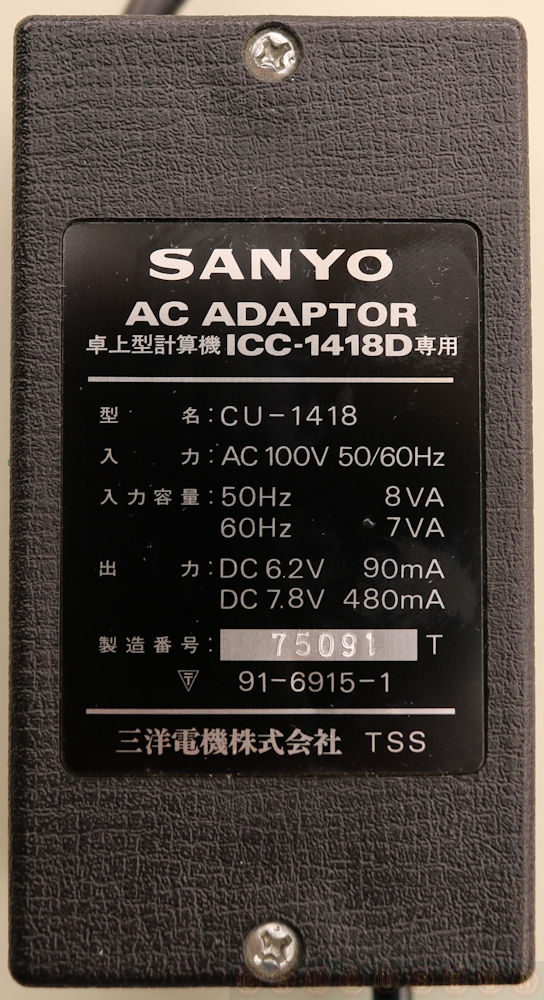 SANYO
AC ADAPTOR
卓上型計算機 ICC-1418D 専用
型 名: CU-1418
入 力: AC 100V 50/60Hz
入力容量: 50Hz 8VA
60Hz 7VA
出 力: DC 6.2V 90mA
DC 7.8V 480mA
製造番号: 75091 T
〒 91-6915-1
三洋電機株式会社 TSS